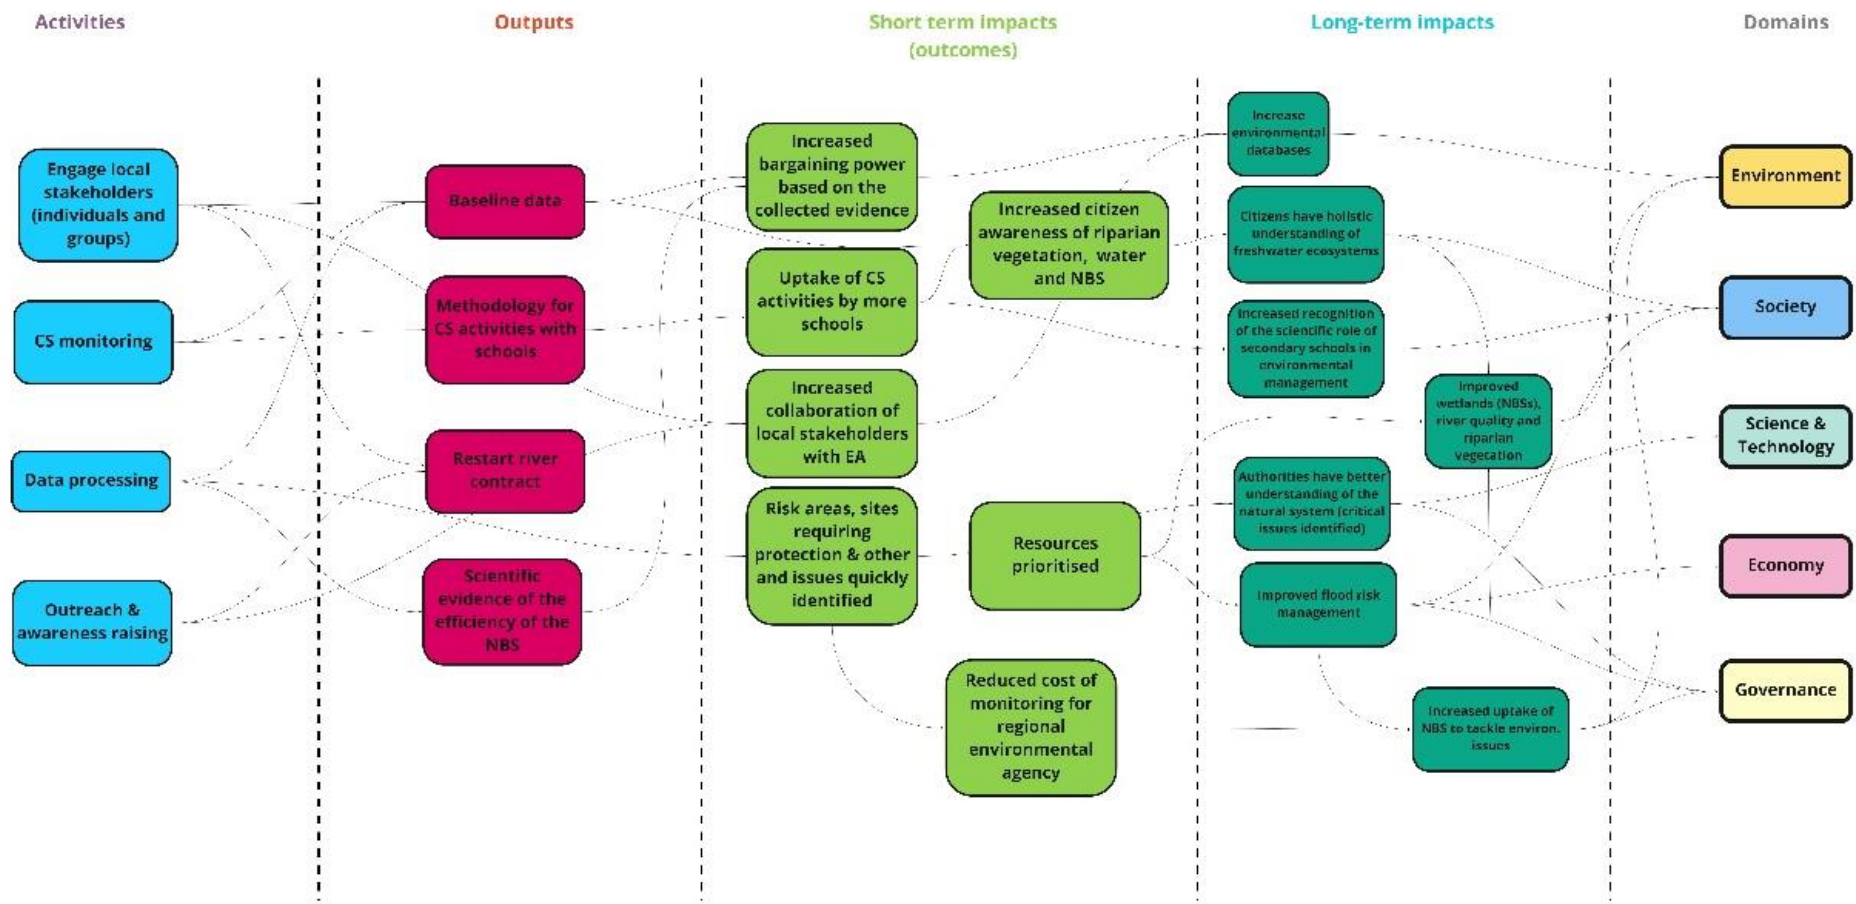 Activities
Outputs
Short term impacts
(outcomes)
Long-term impacts
Domains
Engage local
stakeholders
(individuals and
groups)
CS monitoring
Data processing
Outreach &
awareness raising
Baseline data
Methodology for
CS activities with
schools
Restart river
contract
Scientific
evidence of the
efficiency of the
NBS
Increased
bargaining power
based on the
collected evidence
Uptake of CS
activities by more
schools
Increased
collaboration of
local stakeholders
with EA
Risk areas, sites
requiring
protection & other
and issues quickly
identified
Increased citizen
awareness of riparian
vegetation, water
and NBS
Resources
prioritised
Reduced cost of
monitoring for
regional
environmental
agency
Increase
environmental
databases
Citizens have holistic
understanding of
freshwater ecosystems
Increased recognition
of the scientific role of
secondary schools in
environmental
management
Improved
wetlands (NBSs),
river quality and
riparian
vegetation
Authorities have better
understanding of the
natural system (critical
issues identified)
Improved flood risk
management
Increased uptake of
NBS to tackle environ.
issues
Environment
Society
Science &
Technology
Economy
Governance